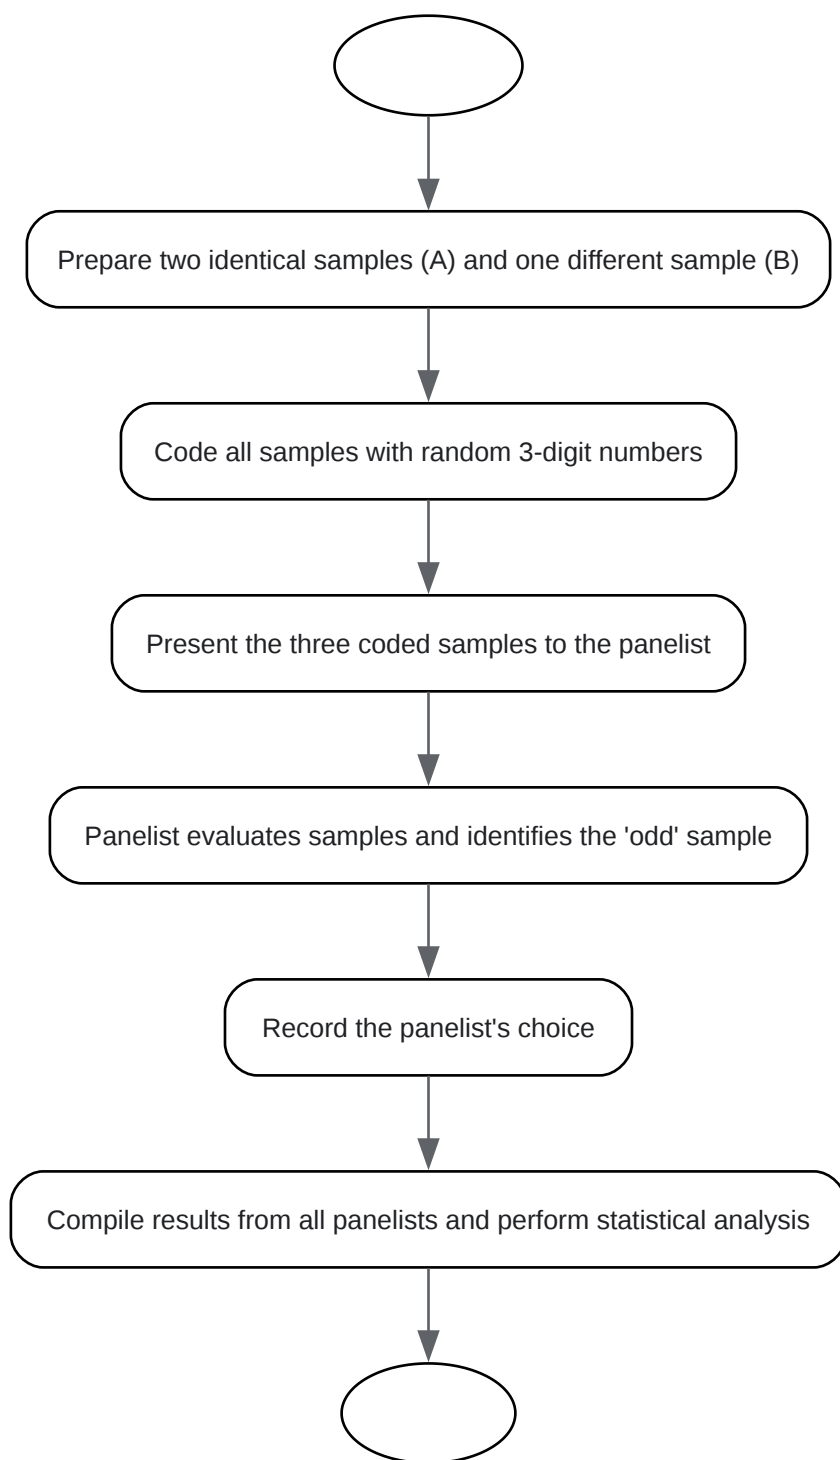 Prepare two identical samples (A) and one different sample (B)
Code all samples with random 3-digit numbers
Present the three coded samples to the panelist
Panelist evaluates samples and identifies the 'odd' sample
Record the panelist's choice
Compile results from all panelists and perform statistical analysis